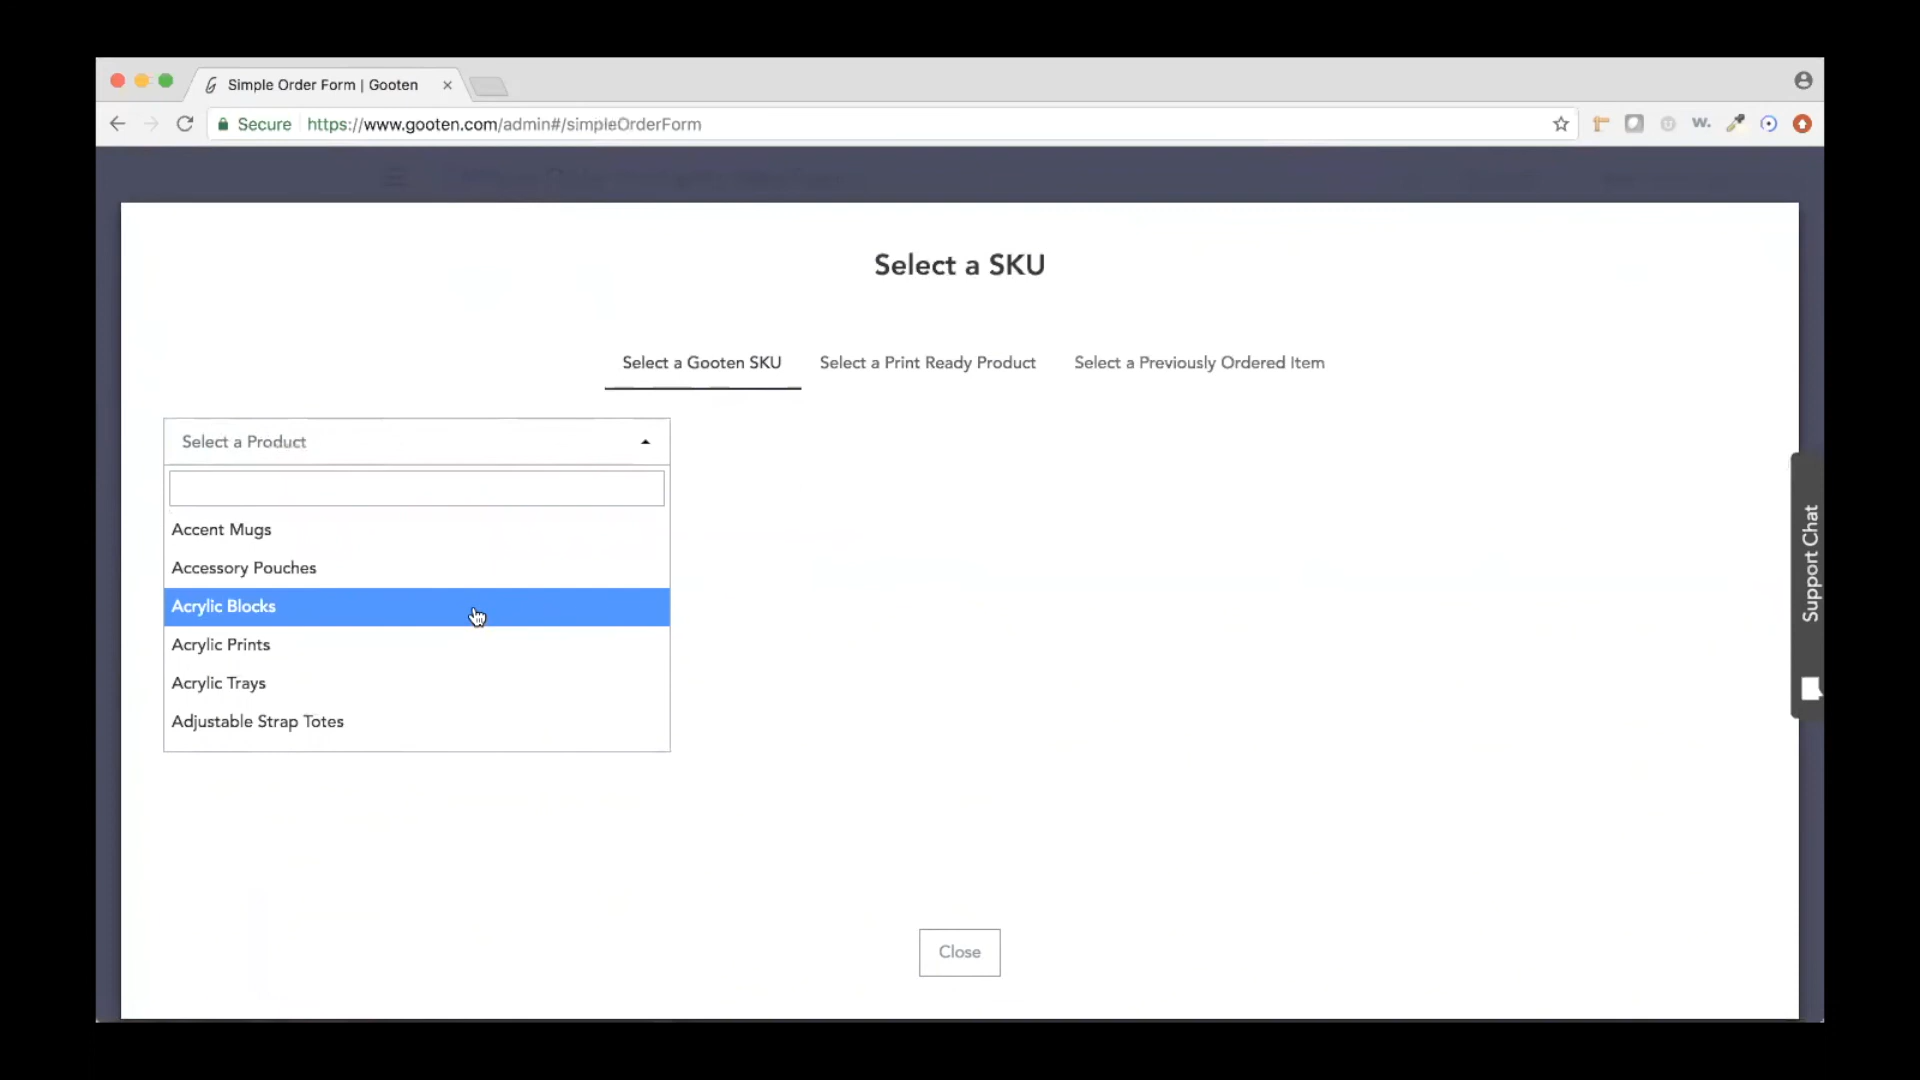 Simple Order Form | Gooten
Secure https://www.gooten.com/admin#/simpleOrderForm
w.
Select a SKU
Select a Gooten SKU
Select a Print Ready Product
Select a Previously Ordered Item
Select a Product
Accent Mugs
Accessory Pouches
Acrylic Blocks
Acrylic Prints
Acrylic Trays
Adjustable Strap Totes
Support Chat
Close